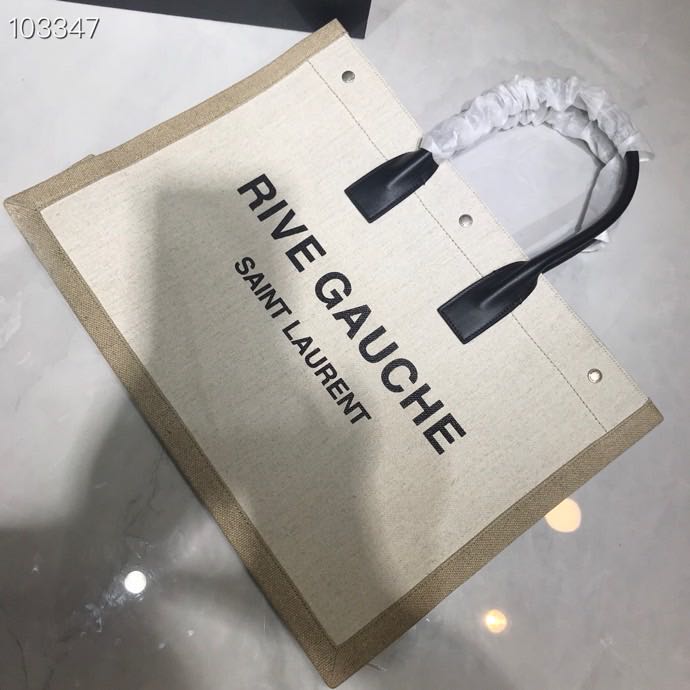 103347
RIVE GAUCHE
SAINT LAURENT